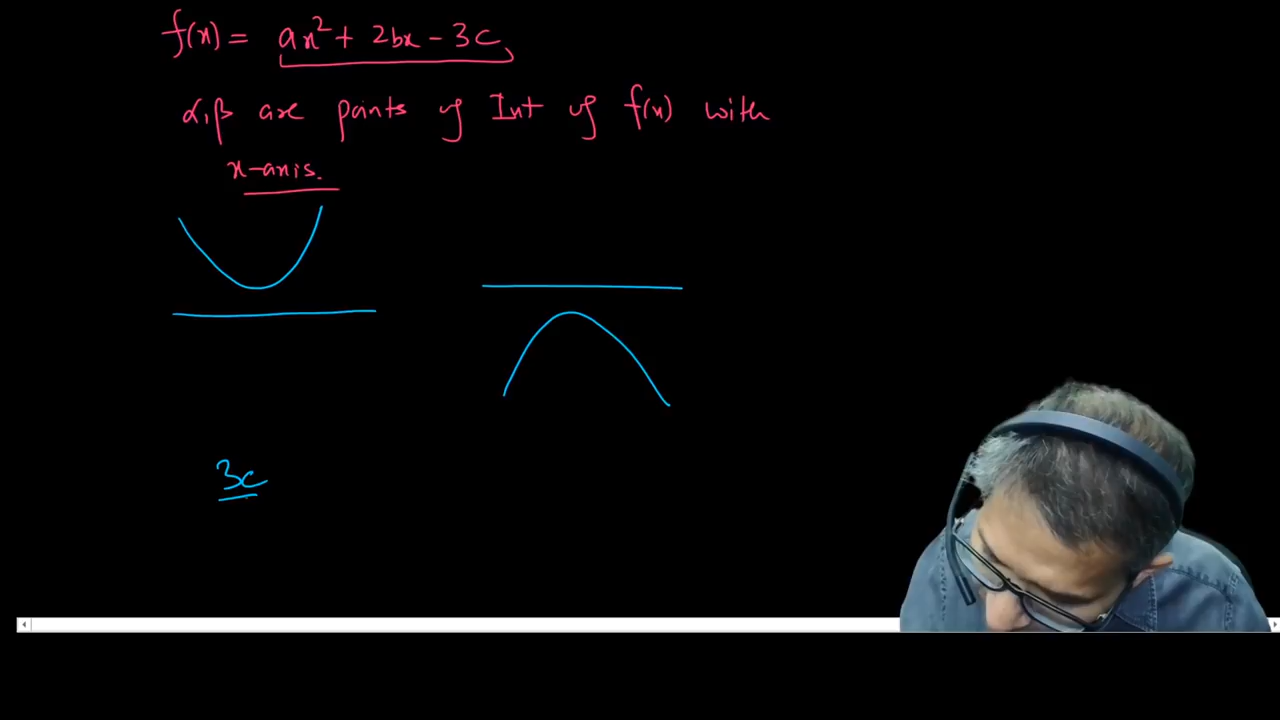 f(x) = ax² + 2bx - 3c
α, β are points of Int of f(x) with
x-axis.
3c